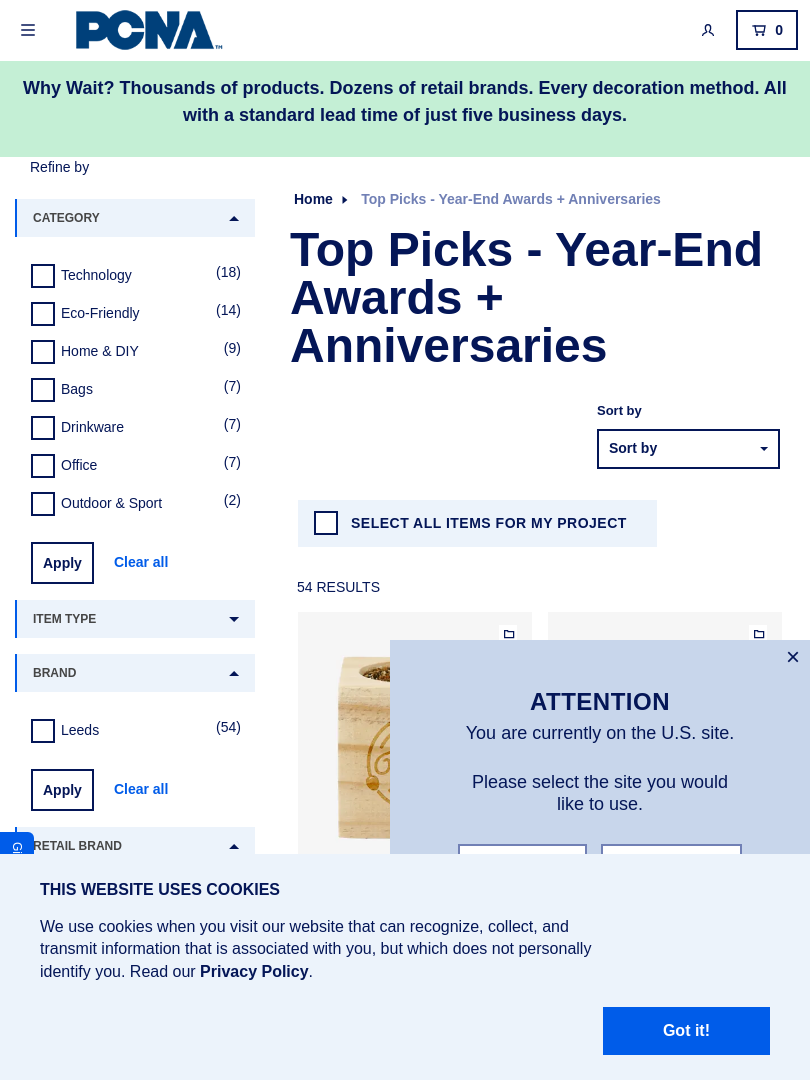 PCNA™
0
Why Wait? Thousands of products. Dozens of retail brands. Every decoration method. All
with a standard lead time of just five business days.
Refine by
CATEGORY
Technology (18)
Eco-Friendly (14)
Home & DIY (9)
Bags (7)
Drinkware (7)
Office (7)
Outdoor & Sport (2)
Apply Clear all
ITEM TYPE
BRAND
Leeds (54)
Apply Clear all
RETAIL BRAND
Home Top Picks - Year-End Awards + Anniversaries
Top Picks - Year-End
Awards +
Anniversaries
Sort by
Sort by
SELECT ALL ITEMS FOR MY PROJECT
54 RESULTS
×
ATTENTION
You are currently on the U.S. site.
Please select the site you would
like to use.
THIS WEBSITE USES COOKIES
We use cookies when you visit our website that can recognize, collect, and
transmit information that is associated with you, but which does not personally
identify you. Read our Privacy Policy.
Got it!